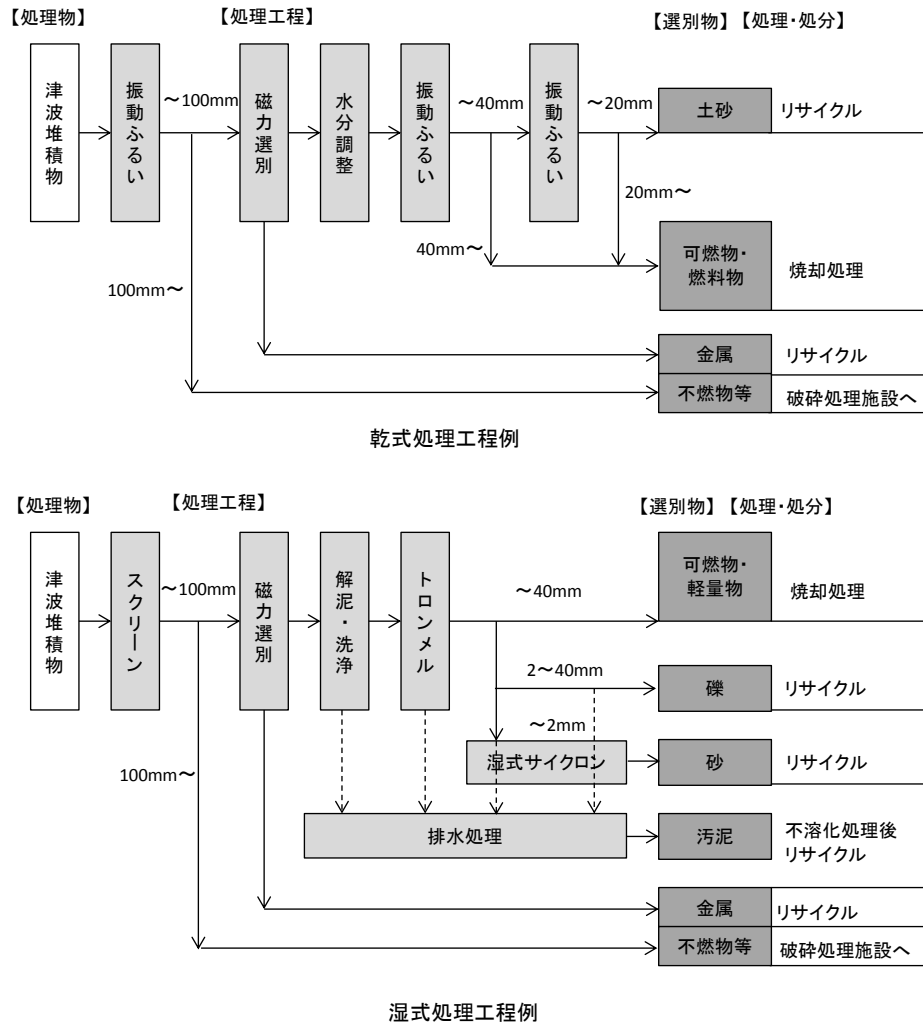 【処理物】
【処理工程】
【選別物】【処理・処分】
津波堆積物
振動ふるい
～100mm
磁力選別
水分調整
振動ふるい
～40mm
振動ふるい
～20mm
土砂
リサイクル
20mm～
40mm～
可燃物・
燃料物
焼却処理
100mm～
金属
リサイクル
不燃物等
破砕処理施設へ
乾式処理工程例
【処理物】
【処理工程】
【選別物】【処理・処分】
津波堆積物
スクリーン
～100mm
磁力選別
解泥・洗浄
トロンメル
～40mm
可燃物・
軽量物
焼却処理
2～40mm
礫
リサイクル
～2mm
湿式サイクロン
砂
リサイクル
100mm～
排水処理
汚泥
不溶化処理後
リサイクル
金属
リサイクル
不燃物等
破砕処理施設へ
湿式処理工程例